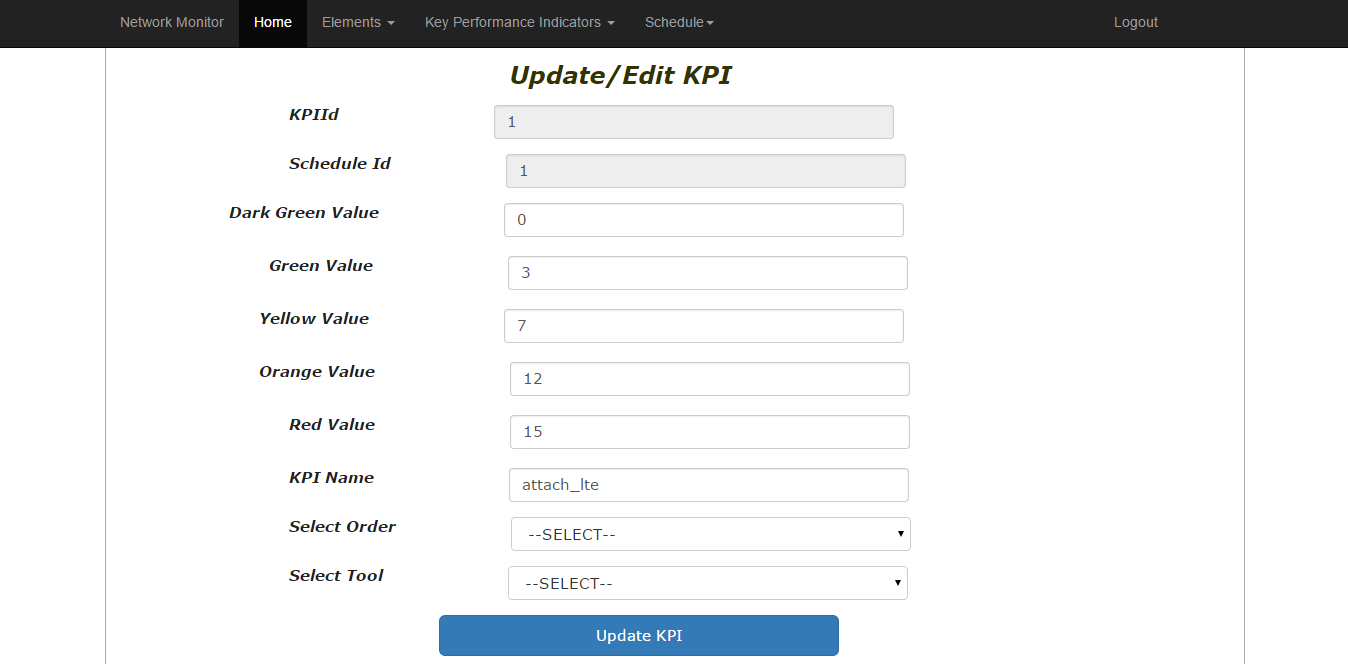 Network Monitor Home Elements Key Performance Indicators Schedule Logout
Update/Edit KPI
KPIId 1
Schedule Id 1
Dark Green Value 0
Green Value 3
Yellow Value 7
Orange Value 12
Red Value 15
KPI Name attach_lte
Select Order --SELECT--
Select Tool --SELECT--
Update KPI